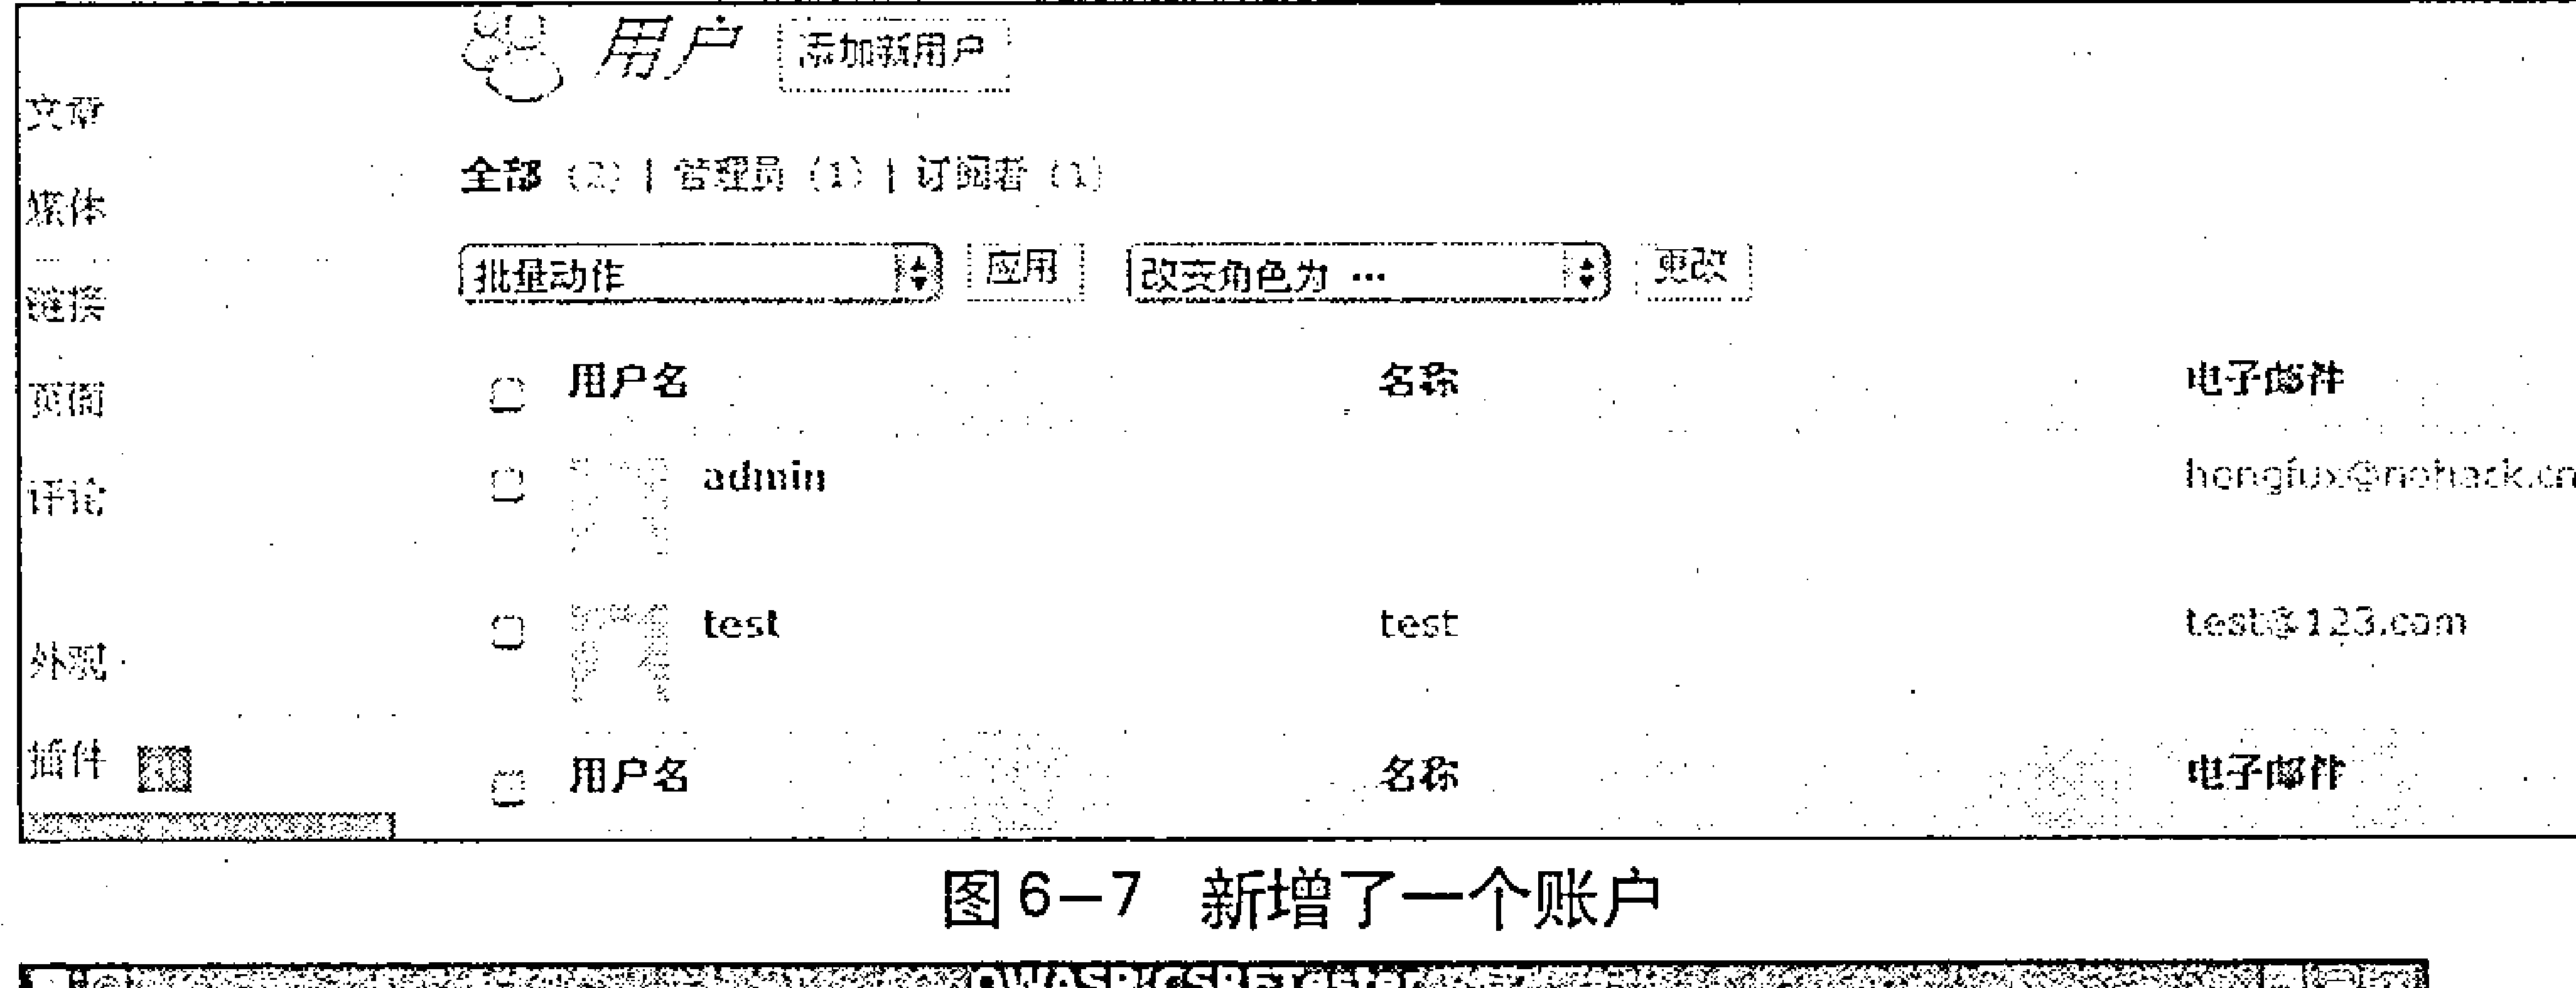 用户 添加新用户
文章
全部 (2) | 管理员 (1) | 订阅者 (1)
媒体
批量动作 应用 改变角色为 … 更改
链接
用户名 名称 电子邮件
页面
admin
评论
test test test@123.com
外观
插件
用户名 名称 电子邮件
图6-7 新增了一个账户
OWASP CSRFTester